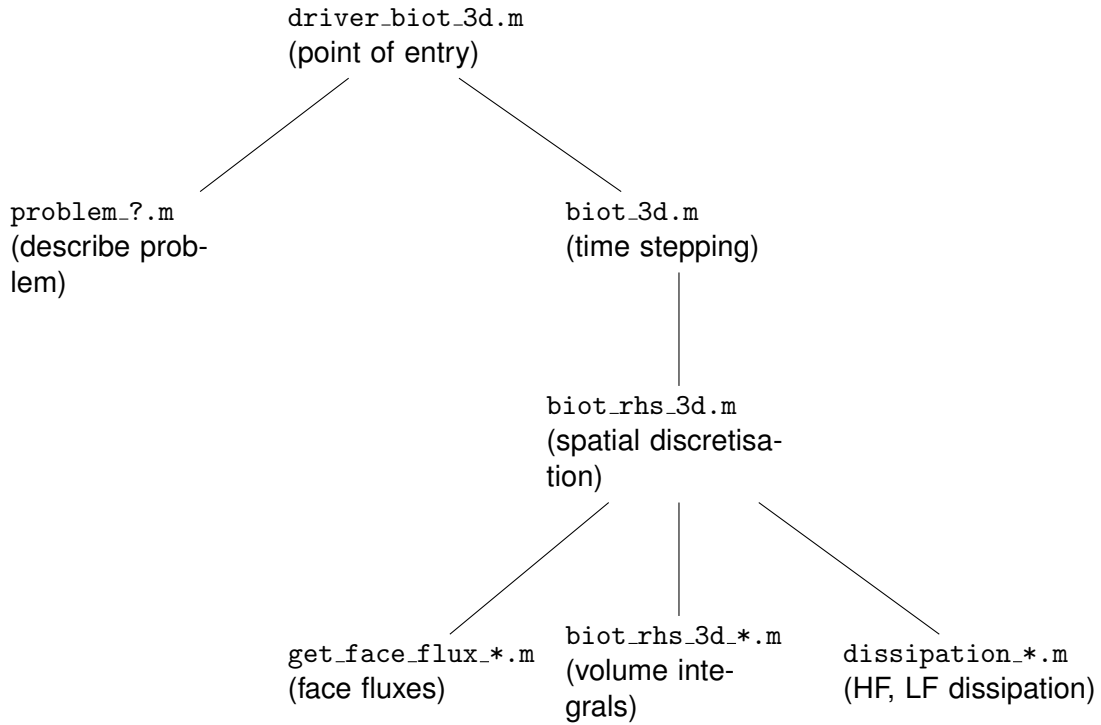 driver_biot_3d.m
(point of entry)
problem_?.m
(describe prob-
lem)
biot_3d.m
(time stepping)
biot_rhs_3d.m
(spatial discretisa-
tion)
get_face_flux_*.m
(face fluxes)
biot_rhs_3d_*.m
(volume inte-
grals)
dissipation_*.m
(HF, LF dissipation)